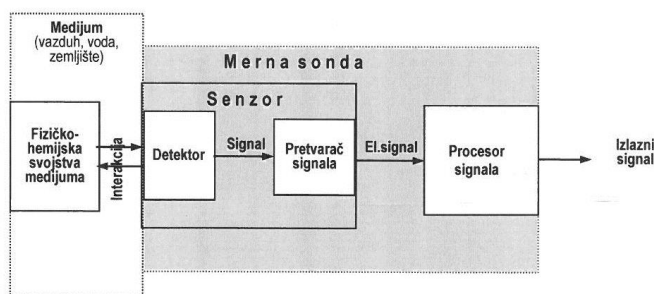 Medijum
(vazduh, voda,
zemljište)
Merna sonda
Senzor
Fizičko-
hemijska
svojstva
medijuma
Interakcija
Detektor
Signal
Pretvarač
signala
El.signal
Procesor
signala
Izlazni
signal